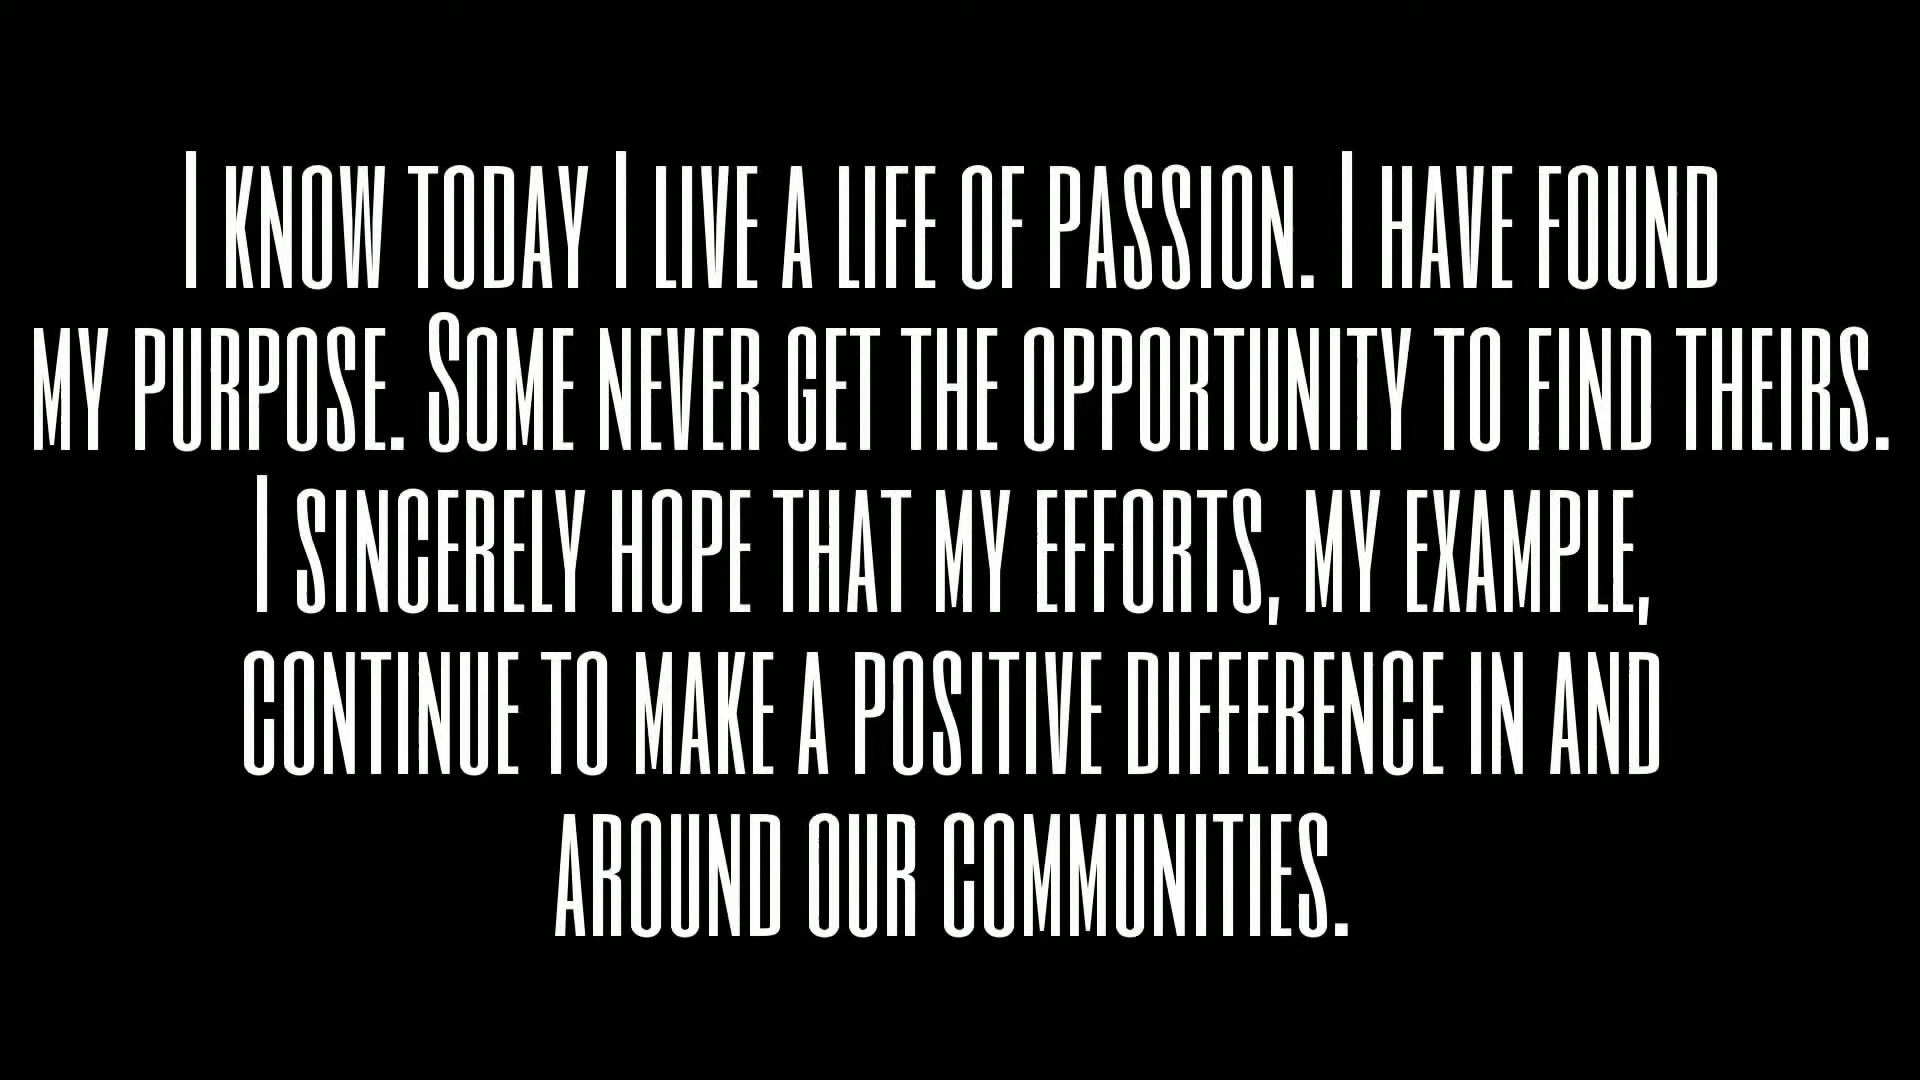 I know today I live a life of passion. I have found
my purpose. Some never get the opportunity to find theirs.
I sincerely hope that my efforts, my example,
continue to make a positive difference in and
around our communities.